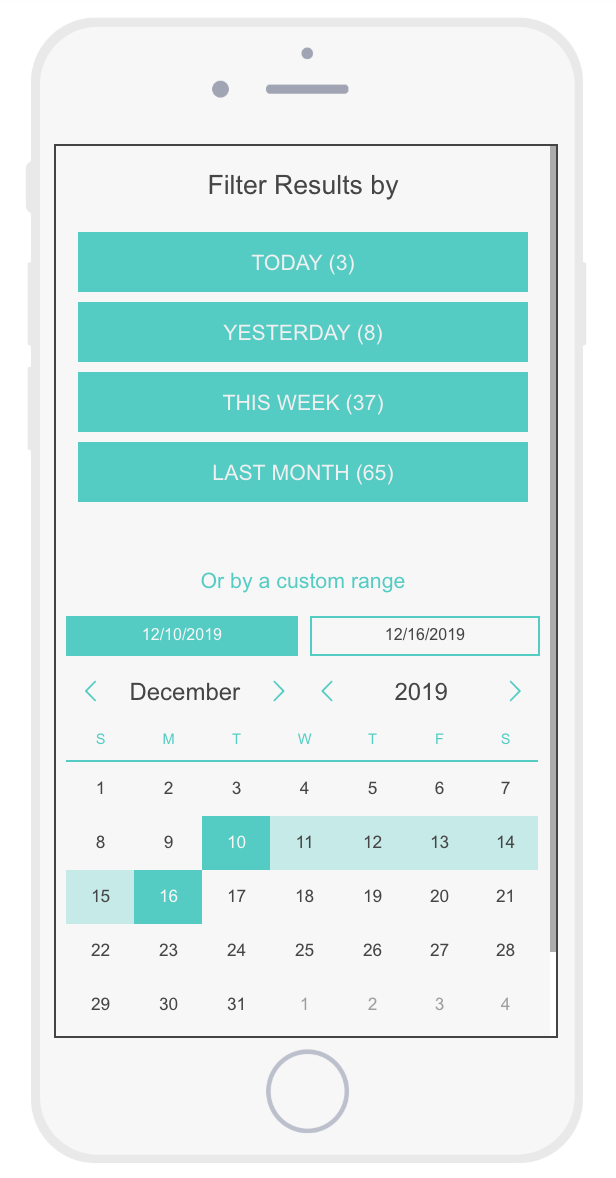 Filter Results by
TODAY (3)
YESTERDAY (8)
THIS WEEK (37)
LAST MONTH (65)
Or by a custom range
12/10/2019 12/16/2019
December 2019
S M T W T F S
1 2 3 4 5 6 7
8 9 10 11 12 13 14
15 16 17 18 19 20 21
22 23 24 25 26 27 28
29 30 31 1 2 3 4